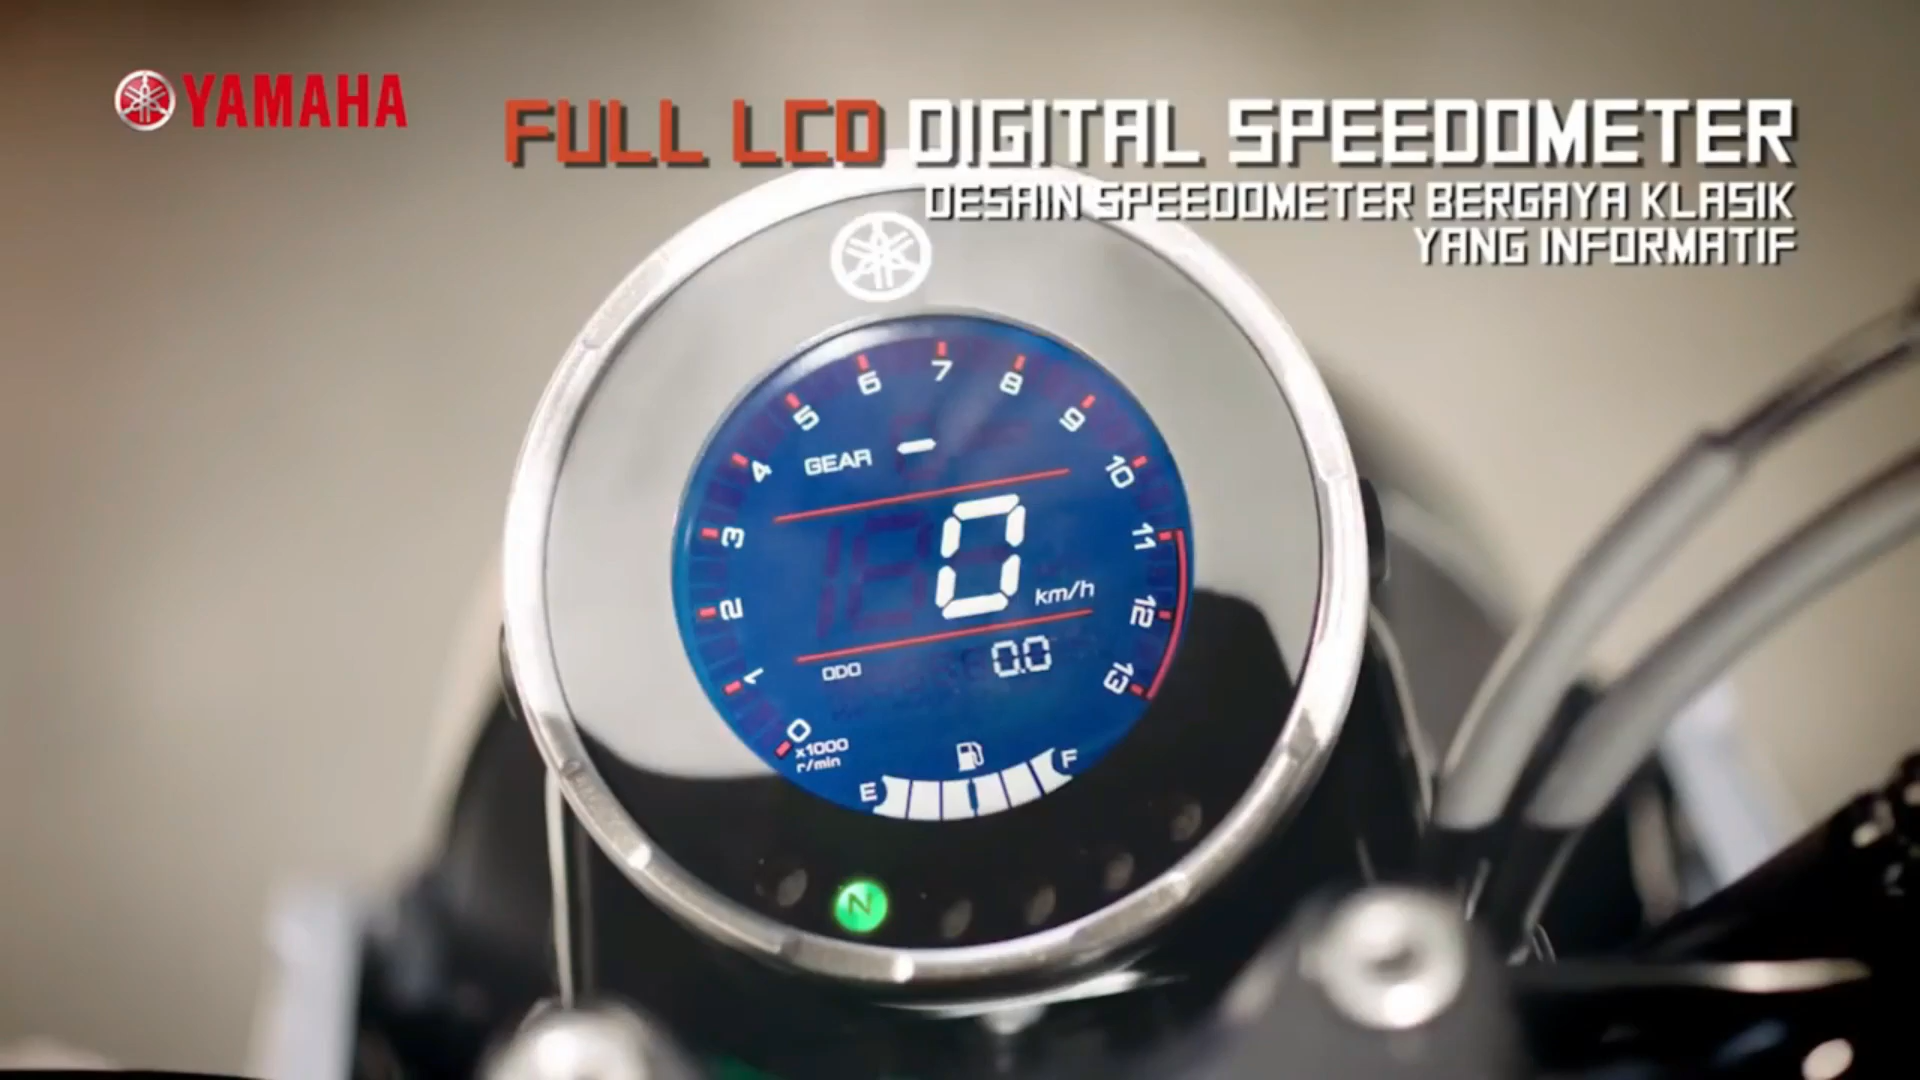 YAMAHA
FULL LCD DIGITAL SPEEDOMETER
DESAIN SPEEDOMETER BERGAYA KLASIK
YANG INFORMATIF
0
1
2
3
4
5
6
7
8
9
10
11
12
13
GEAR -
0 km/h
ODO 0.0
x1000
r/min
E F
N